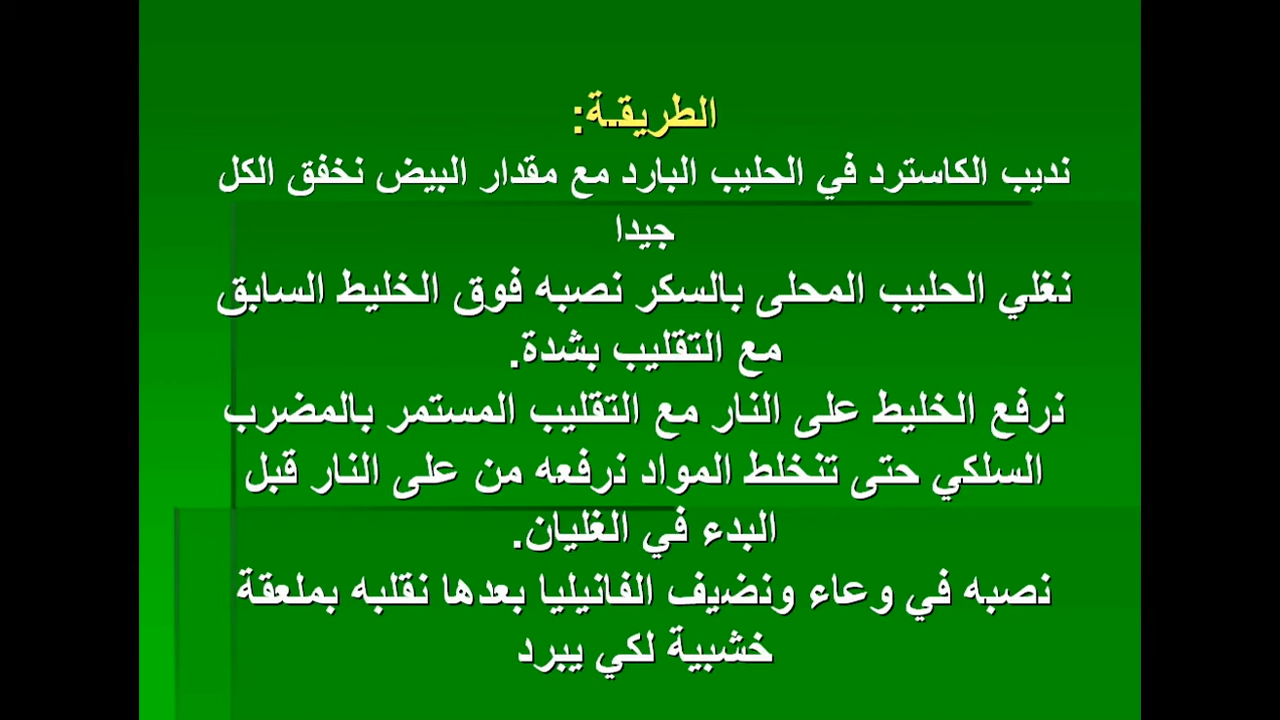 الطريقة:
نديب الكاسترد في الحليب البارد مع مقدار البيض نخفق الكل
جيدا
نغلي الحليب المحلى بالسكر نصبه فوق الخليط السابق
مع التقليب بشدة.
نرفع الخليط على النار مع التقليب المستمر بالمضرب
السلكي حتى تنخلط المواد نرفعه من على النار قبل
البدء في الغليان.
نصبه في وعاء ونضيف الفانيليا بعدها نقلبه بملعقة
خشبية لكي يبرد